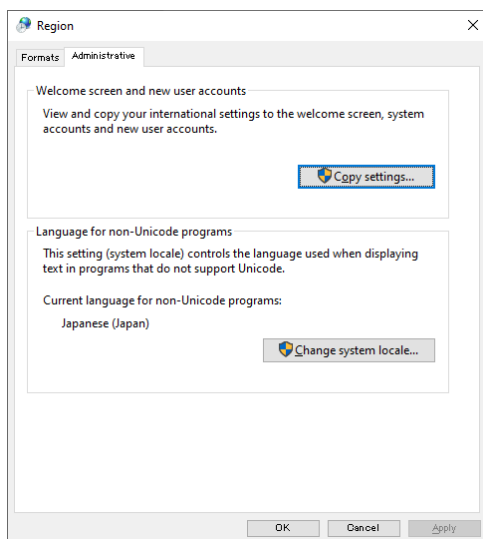 Region
Formats
Administrative
Welcome screen and new user accounts
View and copy your international settings to the welcome screen, system
accounts and new user accounts.
Copy settings...
Language for non-Unicode programs
This setting (system locale) controls the language used when displaying
text in programs that do not support Unicode.
Current language for non-Unicode programs:
Japanese (Japan)
Change system locale...
OK Cancel Apply